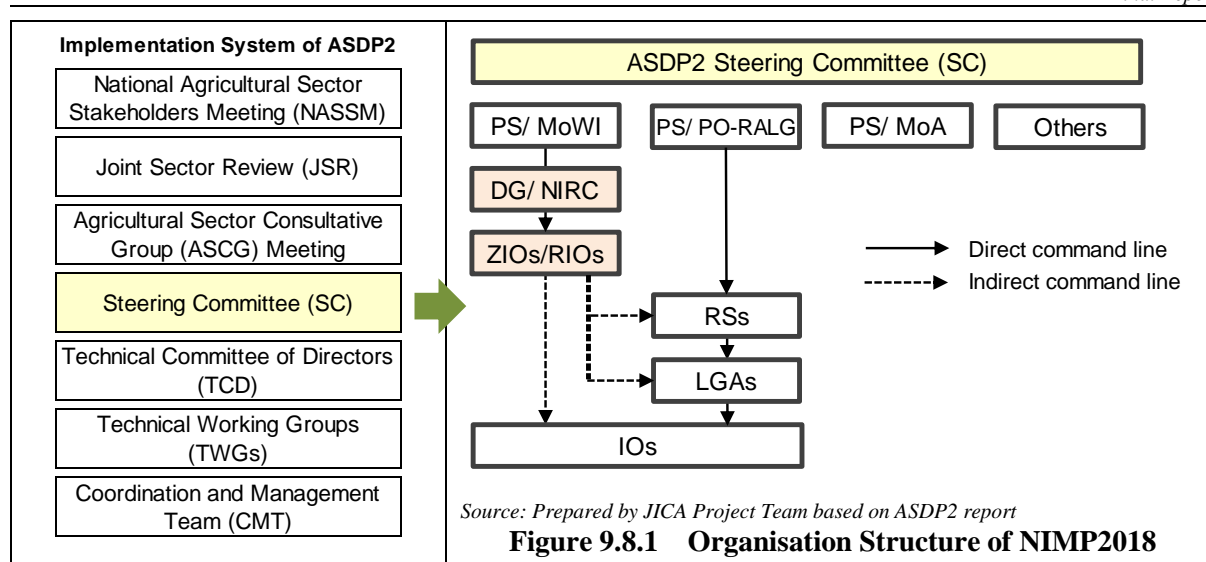 Implementation System of ASDP2
National Agricultural Sector
Stakeholders Meeting (NASSM)
Joint Sector Review (JSR)
Agricultural Sector Consultative
Group (ASCG) Meeting
Steering Committee (SC)
Technical Committee of Directors
(TCD)
Technical Working Groups
(TWGs)
Coordination and Management
Team (CMT)
ASDP2 Steering Committee (SC)
PS/ MoWI
PS/ PO-RALG
PS/ MoA
Others
DG/ NIRC
ZIOs/RIOs
Direct command line
Indirect command line
RSs
LGAs
IOs
Source: Prepared by JICA Project Team based on ASDP2 report
Figure 9.8.1 Organisation Structure of NIMP2018